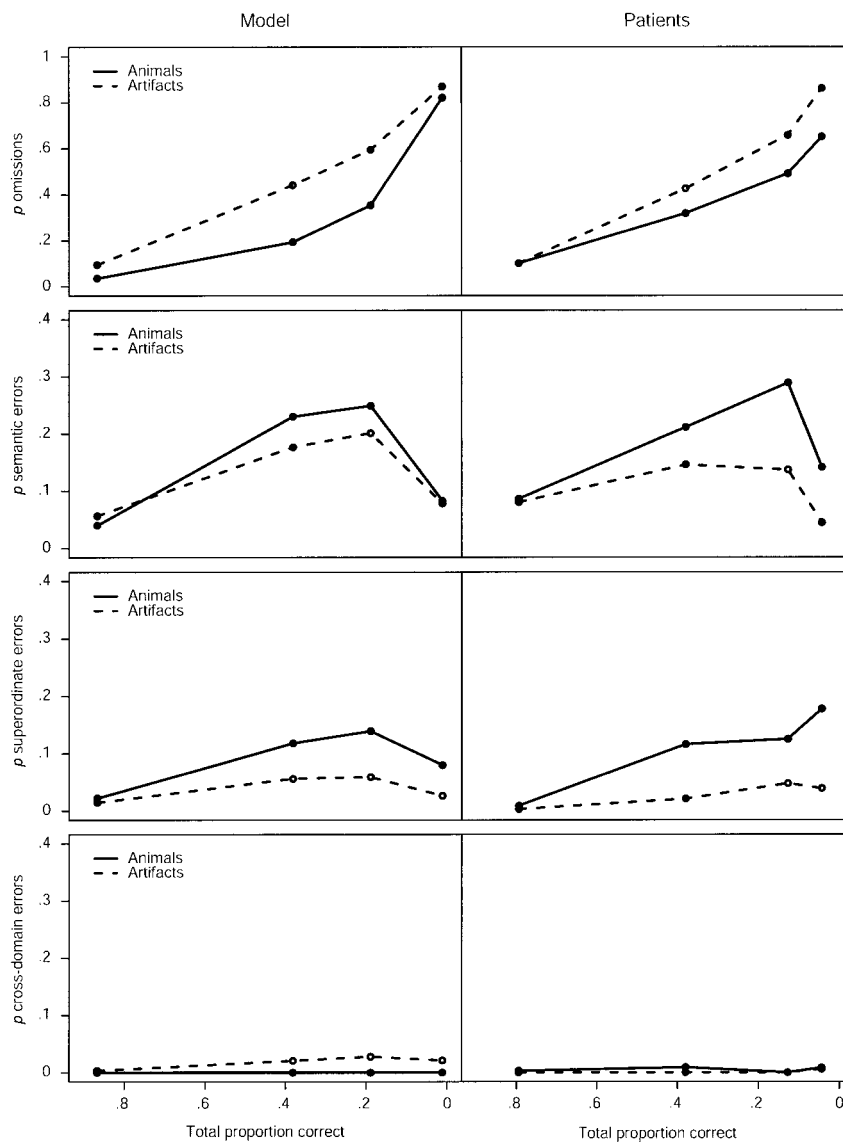 Model Patients
Animals
Artifacts
1
.8
.6
.4
.2
0
p omissions
Animals
Artifacts
.4
.3
.2
.1
0
p semantic errors
Animals
Artifacts
.4
.3
.2
.1
0
p superordinate errors
Animals
Artifacts
.4
.3
.2
.1
0
p cross-domain errors
.8 .6 .4 .2 0 .8 .6 .4 .2 0
Total proportion correct Total proportion correct